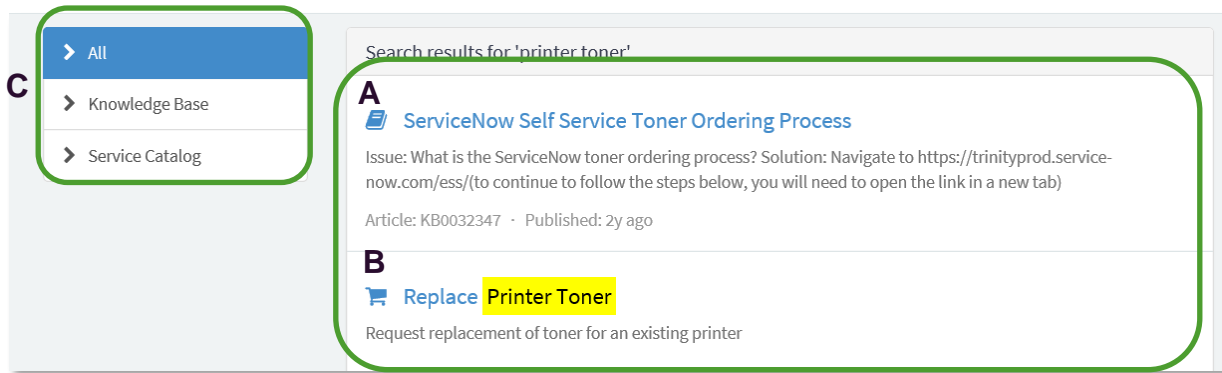 C
All
Knowledge Base
Service Catalog
Search results for 'printer toner'
A
ServiceNow Self Service Toner Ordering Process
Issue: What is the ServiceNow toner ordering process? Solution: Navigate to https://trinityprod.service-
now.com/ess/(to continue to follow the steps below, you will need to open the link in a new tab)
Article: KB0032347 · Published: 2y ago
B
Replace Printer Toner
Request replacement of toner for an existing printer